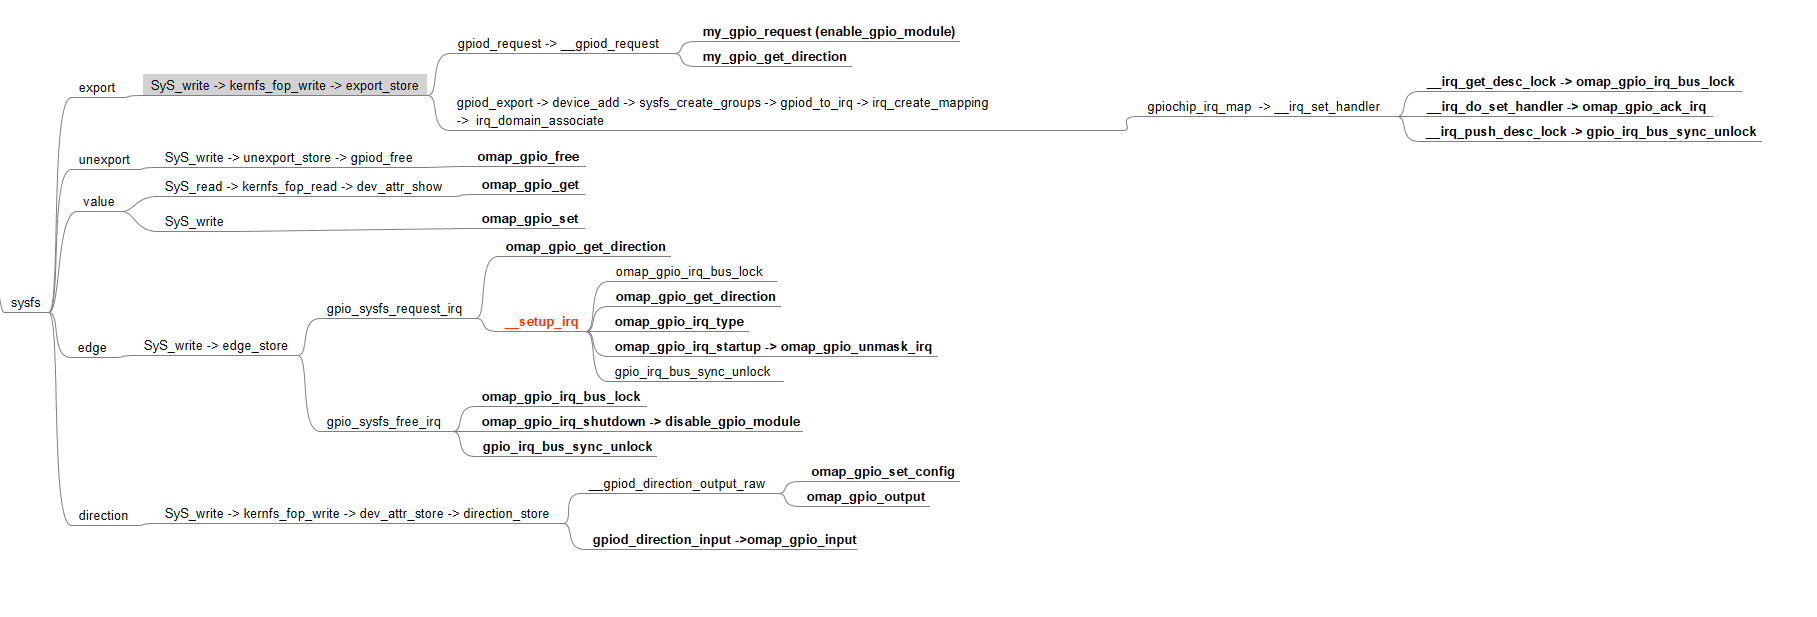 sysfs
export
SyS_write -> kernfs_fop_write -> export_store
gpiod_request -> __gpiod_request
my_gpio_request (enable_gpio_module)
my_gpio_get_direction
gpiod_export -> device_add -> sysfs_create_groups -> gpiod_to_irq -> irq_create_mapping
-> irq_domain_associate
gpiochip_irq_map -> __irq_set_handler
__irq_get_desc_lock -> omap_gpio_irq_bus_lock
__irq_do_set_handler -> omap_gpio_ack_irq
__irq_push_desc_lock -> gpio_irq_bus_sync_unlock
unexport
SyS_write -> unexport_store -> gpiod_free
omap_gpio_free
value
SyS_read -> kernfs_fop_read -> dev_attr_show
omap_gpio_get
SyS_write
omap_gpio_set
edge
SyS_write -> edge_store
gpio_sysfs_request_irq
omap_gpio_get_direction
__setup_irq
omap_gpio_irq_bus_lock
omap_gpio_get_direction
omap_gpio_irq_type
omap_gpio_irq_startup -> omap_gpio_unmask_irq
gpio_irq_bus_sync_unlock
gpio_sysfs_free_irq
omap_gpio_irq_bus_lock
omap_gpio_irq_shutdown -> disable_gpio_module
gpio_irq_bus_sync_unlock
direction
SyS_write -> kernfs_fop_write -> dev_attr_store -> direction_store
__gpiod_direction_output_raw
omap_gpio_set_config
omap_gpio_output
gpiod_direction_input ->omap_gpio_input